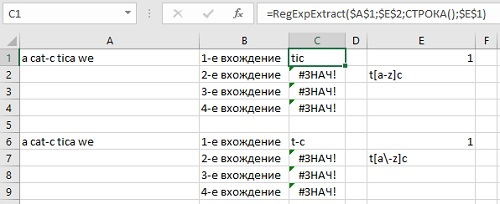 C1 =RegExpExtract($A$1;$E$2;СТРОКА();$E$1)
A B C D E F
1 a cat-c tica we 1-е вхождение tic 1
2 2-е вхождение #ЗНАЧ! t[a-z]c
3 3-е вхождение #ЗНАЧ!
4 4-е вхождение #ЗНАЧ!
5
6 a cat-c tica we 1-е вхождение t-c 1
7 2-е вхождение #ЗНАЧ! t[a\-z]c
8 3-е вхождение #ЗНАЧ!
9 4-е вхождение #ЗНАЧ!